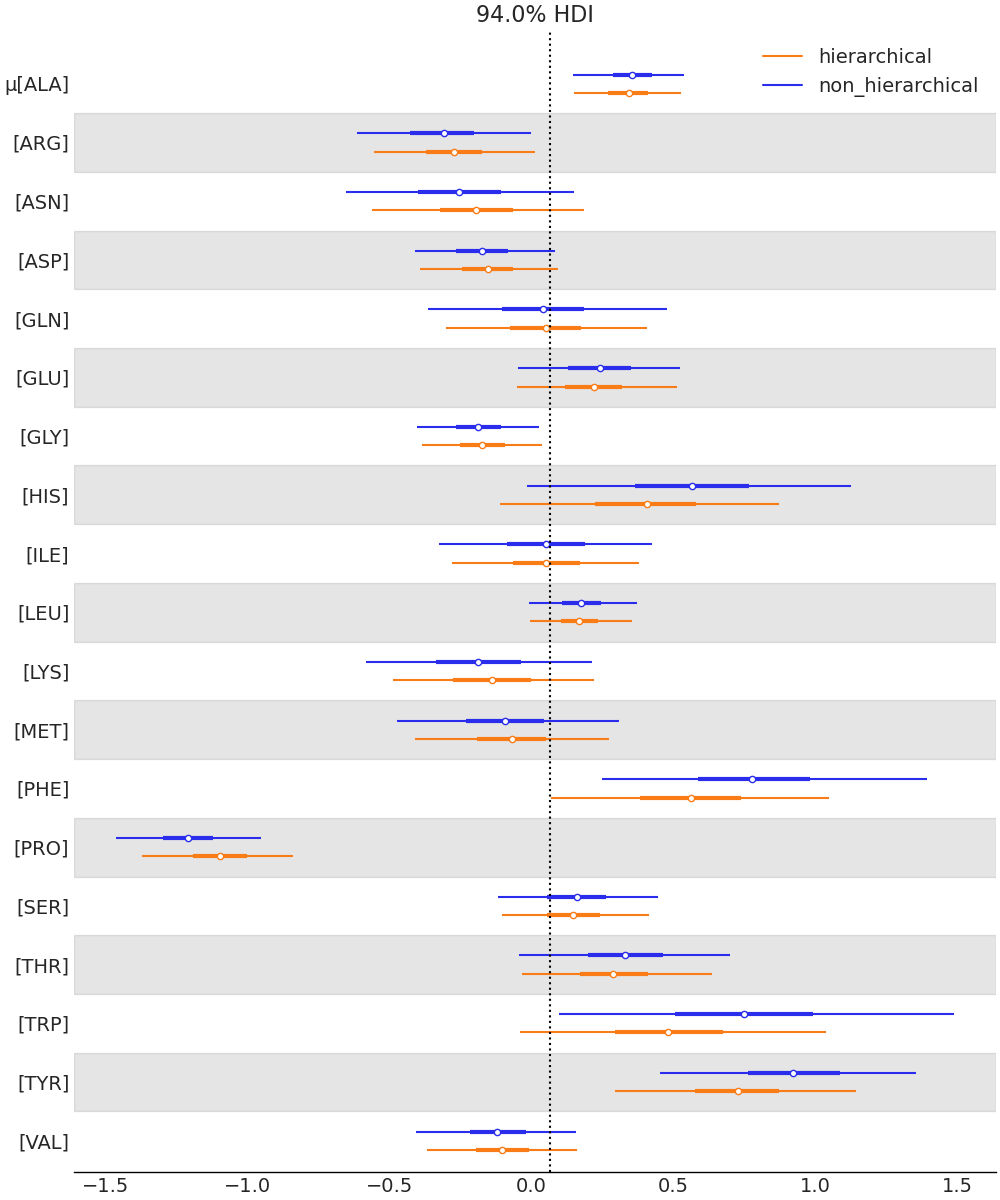 94.0% HDI
hierarchical
non_hierarchical
μ[ALA]
[ARG]
[ASN]
[ASP]
[GLN]
[GLU]
[GLY]
[HIS]
[ILE]
[LEU]
[LYS]
[MET]
[PHE]
[PRO]
[SER]
[THR]
[TRP]
[TYR]
[VAL]
−1.5 −1.0 −0.5 0.0 0.5 1.0 1.5